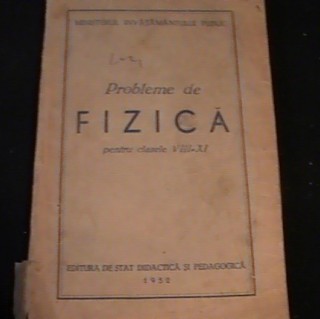 MINISTERUL ÎNVĂȚĂMÂNTULUI PUBLIC
Probleme de
FIZICĂ
pentru clasele VIII-XI
EDITURA DE STAT DIDACTICĂ ȘI PEDAGOGICĂ
1952